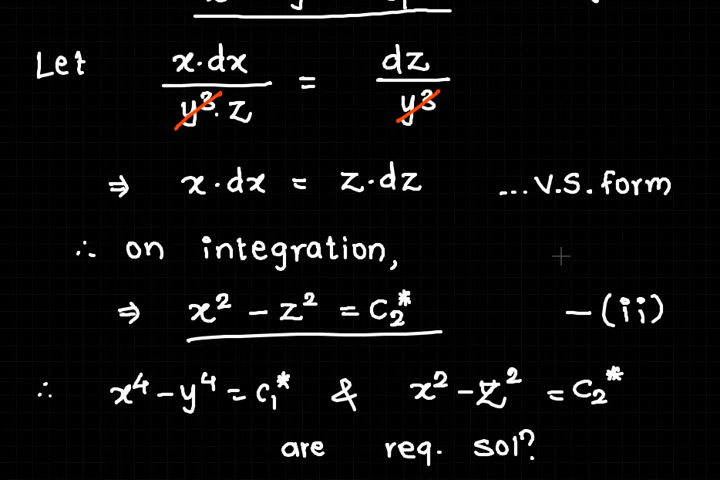 Let x·dx / y³·z = dz / y³
⇒ x·dx = z·dz ...V.S. form
∴ on integration,
⇒ x² - z² = C₂* -(ii)
∴ x⁴ - y⁴ = C₁* & x² - z² = C₂*
are req. solⁿ